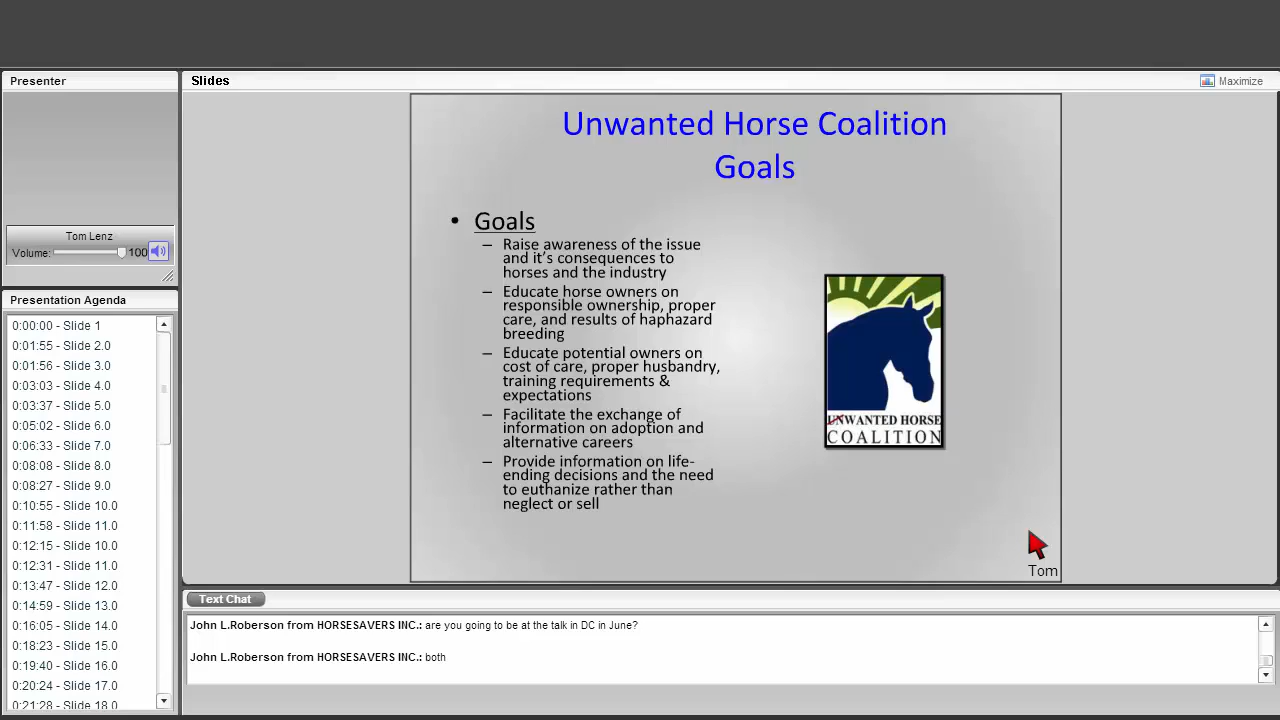 Presenter
Tom Lenz
Volume: 100
Presentation Agenda
0:00:00 - Slide 1
0:01:55 - Slide 2.0
0:01:56 - Slide 3.0
0:03:03 - Slide 4.0
0:03:37 - Slide 5.0
0:05:02 - Slide 6.0
0:06:33 - Slide 7.0
0:08:08 - Slide 8.0
0:08:27 - Slide 9.0
0:10:55 - Slide 10.0
0:11:58 - Slide 11.0
0:12:15 - Slide 10.0
0:12:31 - Slide 11.0
0:13:47 - Slide 12.0
0:14:59 - Slide 13.0
0:16:05 - Slide 14.0
0:18:23 - Slide 15.0
0:19:40 - Slide 16.0
0:20:24 - Slide 17.0
0:21:28 - Slide 18.0
Slides
Maximize
Unwanted Horse Coalition
Goals
• Goals
– Raise awareness of the issue
and it's consequences to
horses and the industry
– Educate horse owners on
responsible ownership, proper
care, and results of haphazard
breeding
– Educate potential owners on
cost of care, proper husbandry,
training requirements &
expectations
– Facilitate the exchange of
information on adoption and
alternative careers
– Provide information on life-
ending decisions and the need
to euthanize rather than
neglect or sell
UNWANTED HORSE
COALITION
Tom
Text Chat
John L.Roberson from HORSESAVERS INC.: are you going to be at the talk in DC in June?
John L.Roberson from HORSESAVERS INC.: both